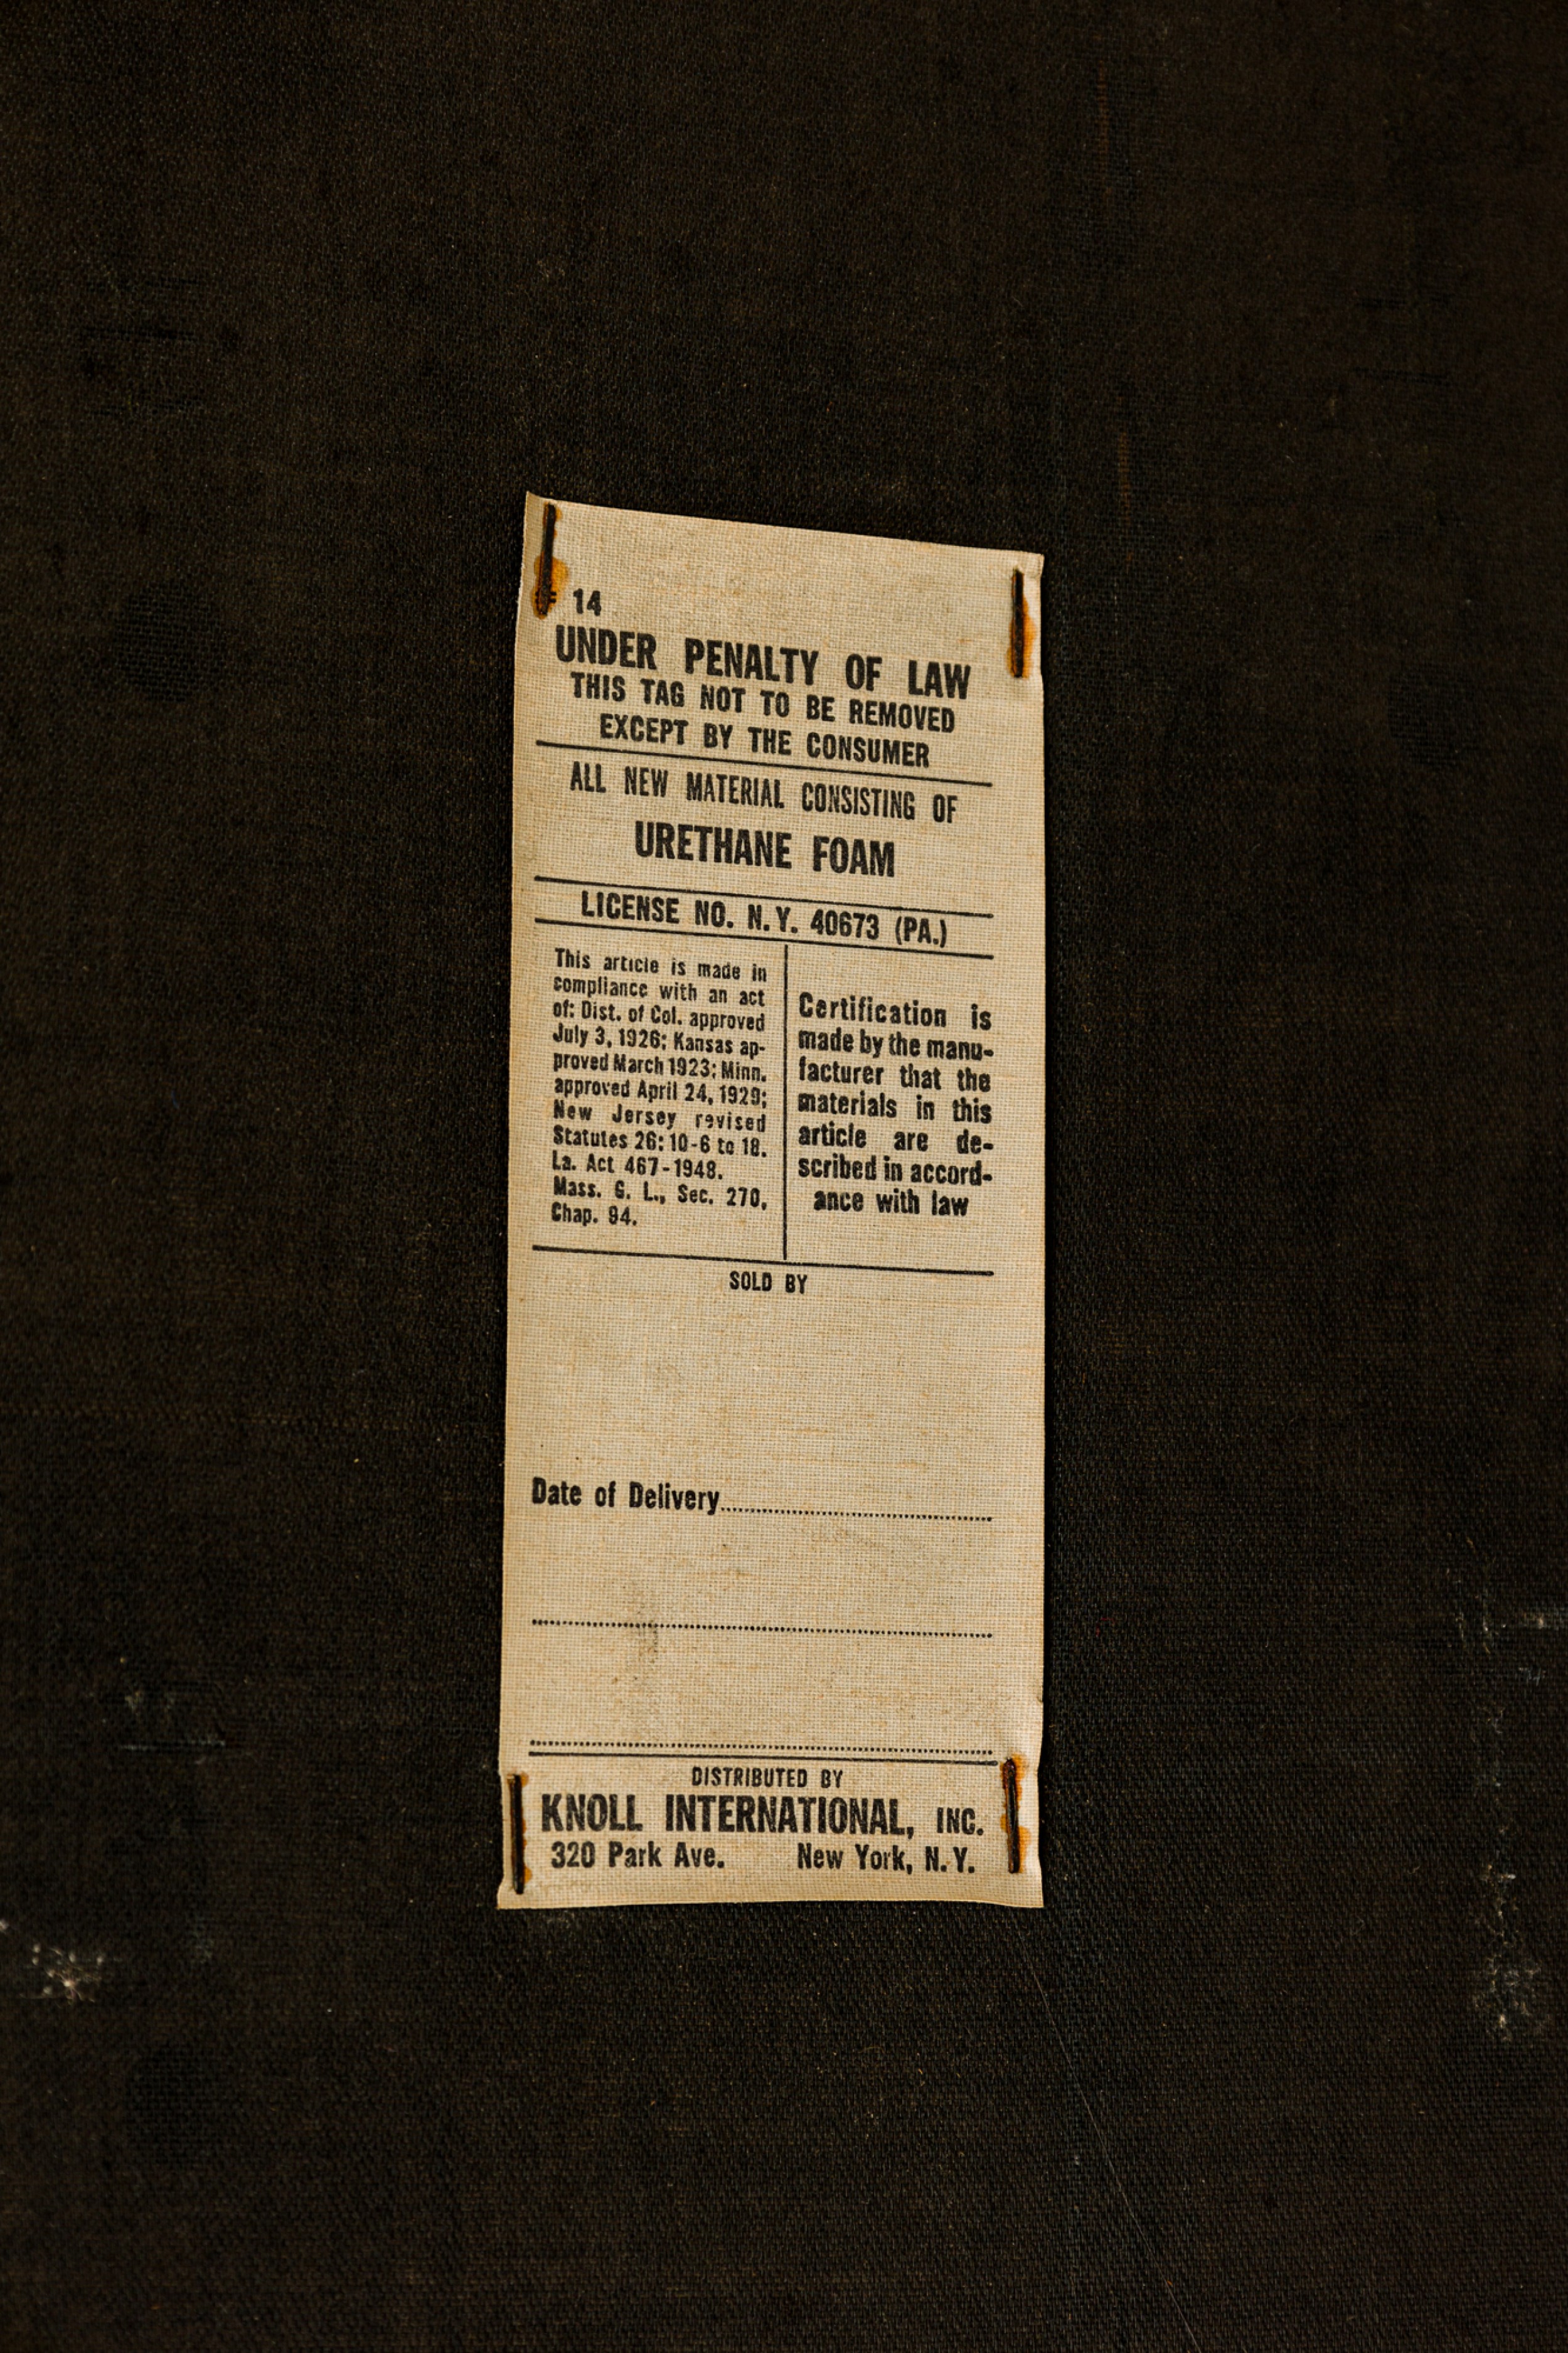 14
UNDER PENALTY OF LAW
THIS TAG NOT TO BE REMOVED
EXCEPT BY THE CONSUMER
ALL NEW MATERIAL CONSISTING OF
URETHANE FOAM
LICENSE NO. N.Y. 40673 (PA.)
This article is made in
compliance with an act
of: Dist. of Col. approved
July 3, 1926; Kansas ap-
proved March 1923; Minn.
approved April 24, 1929;
New Jersey revised
Statutes 26: 10-6 to 18.
La. Act 467-1948.
Mass. G. L., Sec. 270,
Chap. 94.
Certification is
made by the manu-
facturer that the
materials in this
article are de-
scribed in accord-
ance with law
SOLD BY
Date of Delivery
DISTRIBUTED BY
KNOLL INTERNATIONAL, INC.
320 Park Ave. New York, N.Y.